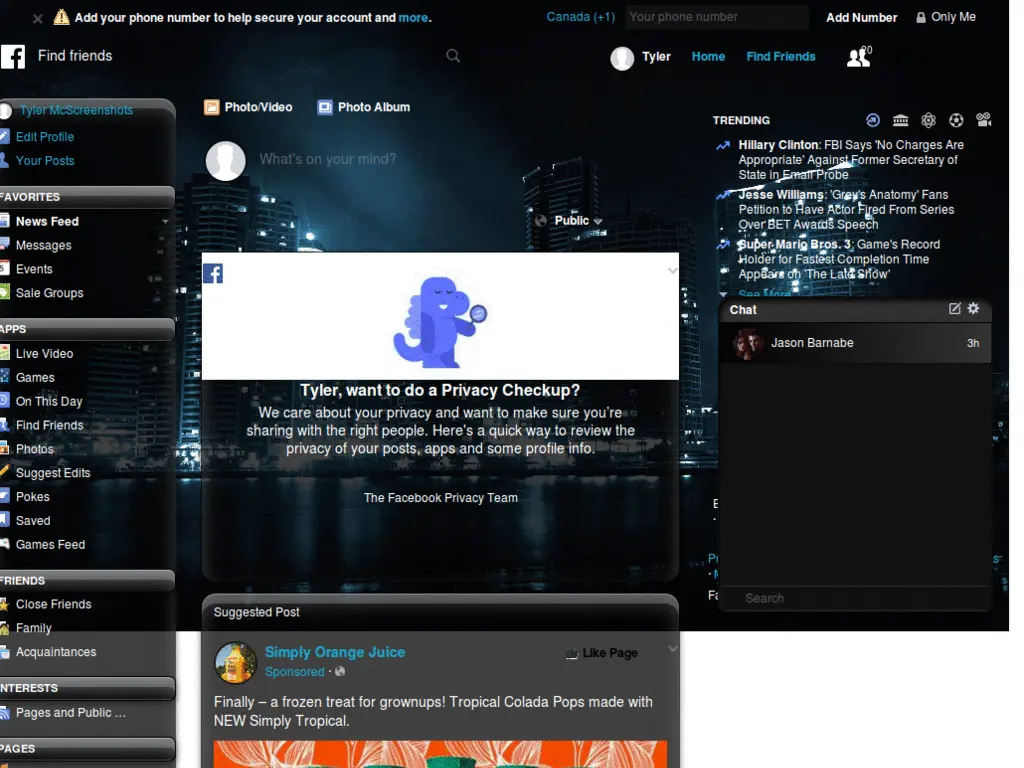 Add your phone number to help secure your account and more.
Canada (+1)
Your phone number
Add Number
Only Me
Find friends
Tyler
Home
Find Friends
20
Tyler McScreenshots
Edit Profile
Your Posts
FAVORITES
News Feed
Messages
Events
Sale Groups
APPS
Live Video
Games
On This Day
Find Friends
Photos
Suggest Edits
Pokes
Saved
Games Feed
FRIENDS
Close Friends
Family
Acquaintances
INTERESTS
Pages and Public ...
PAGES
Photo/Video
Photo Album
What's on your mind?
Public
Tyler, want to do a Privacy Checkup?
We care about your privacy and want to make sure you're
sharing with the right people. Here's a quick way to review the
privacy of your posts, apps and some profile info.
The Facebook Privacy Team
Suggested Post
Simply Orange Juice
Sponsored ·
Like Page
Finally – a frozen treat for grownups! Tropical Colada Pops made with
NEW Simply Tropical.
TRENDING
Hillary Clinton: FBI Says 'No Charges Are
Appropriate' Against Former Secretary of
State in Email Probe
Jesse Williams: 'Grey's Anatomy' Fans
Petition to Have Actor Fired From Series
Over BET Awards Speech
Super Mario Bros. 3: Game's Record
Holder for Fastest Completion Time
Appears on 'The Late Show'
See More
Chat
Jason Barnabe
3h
Search